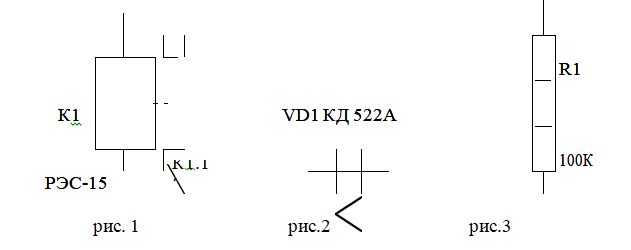 R1
К1
VD1 КД 522А
К1.1
100К
РЭС-15
рис. 1
рис.2
рис.3